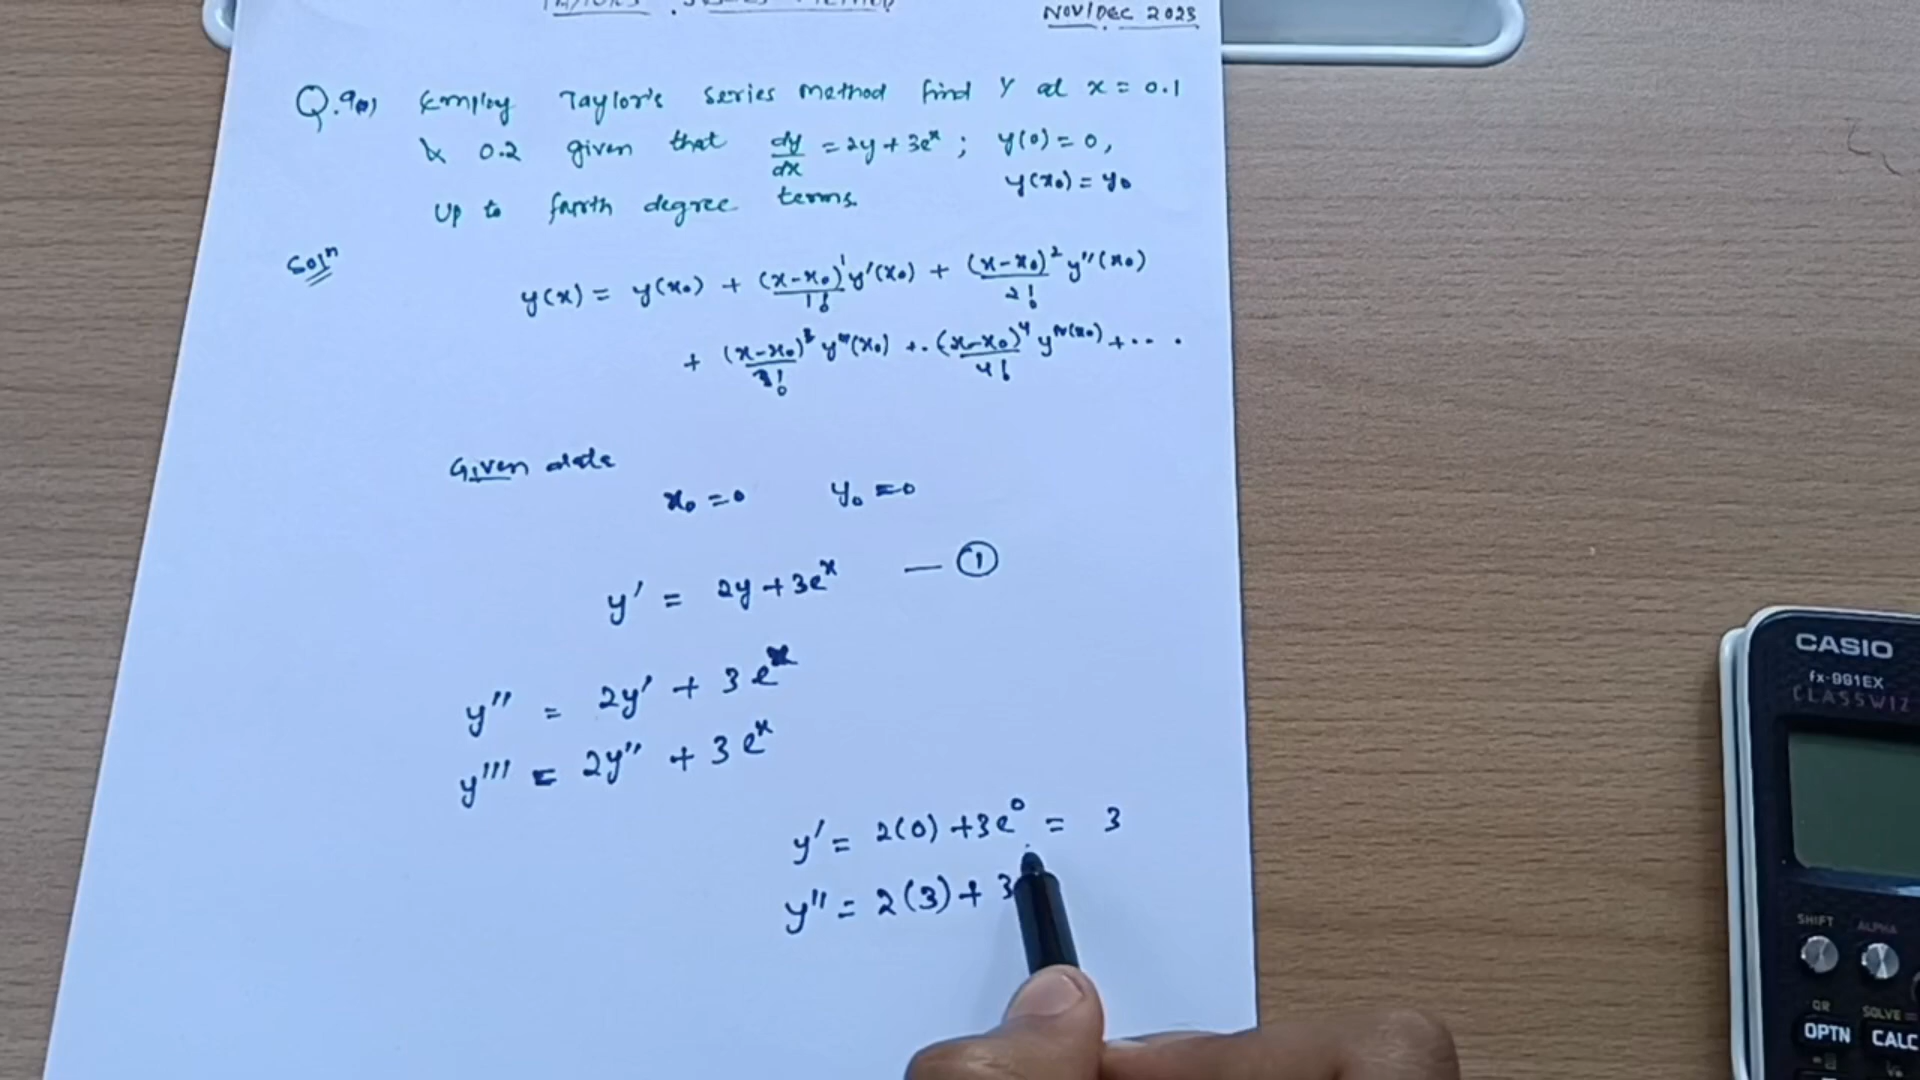 NOV/DEC 2023
Q.9(a) Employ Taylor's series method find Y at x = 0.1
& 0.2 given that dy/dx = 2y + 3e^x ; y(0) = 0,
y(x₀) = y₀
Up to fourth degree terms.
Solⁿ
y(x) = y(x₀) + (x-x₀)¹/1! y'(x₀) + (x-x₀)²/2! y''(x₀)
+ (x-x₀)³/3! y'''(x₀) + (x-x₀)⁴/4! yⁱᵛ(x₀) + ....
Given data
x₀ = 0 y₀ = 0
y' = 2y + 3e^x — ①
y'' = 2y' + 3e^x
y''' = 2y'' + 3e^x
y' = 2(0) + 3e⁰ = 3
y'' = 2(3) + 3
CASIO
fx-991EX
CLASSWIZ
SHIFT ALPHA
QR SOLVE =
OPTN CALC